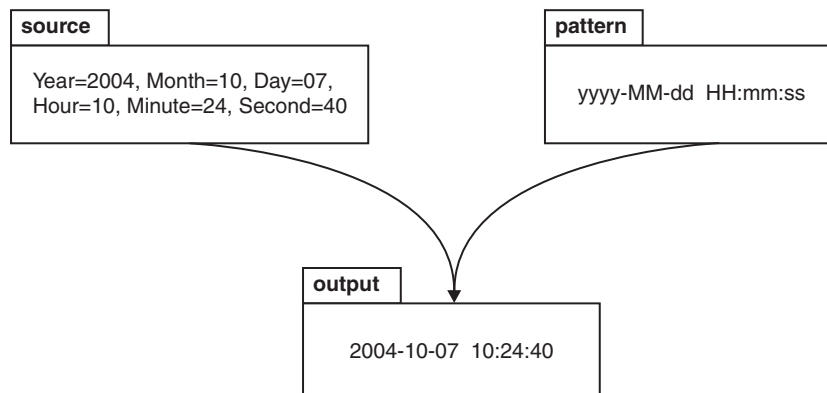 source
Year=2004, Month=10, Day=07,
Hour=10, Minute=24, Second=40
pattern
yyyy-MM-dd HH:mm:ss
output
2004-10-07 10:24:40